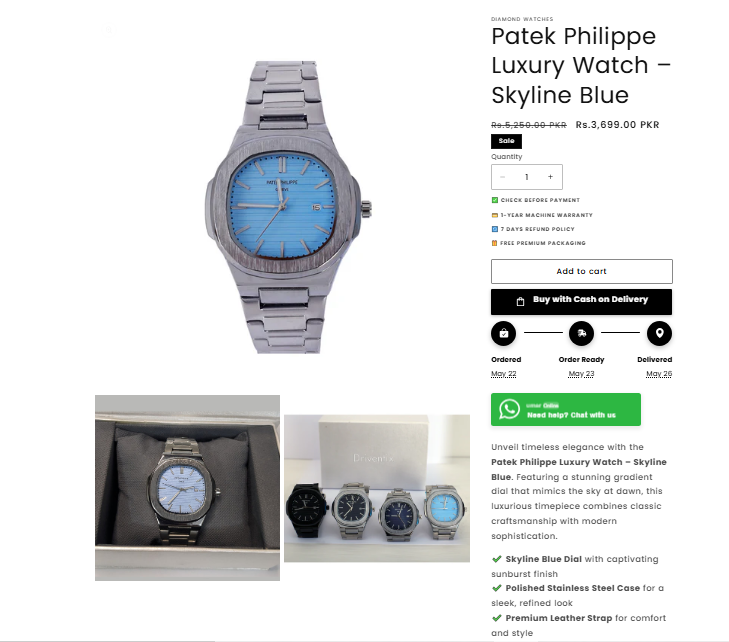 DIAMOND WATCHES
Patek Philippe
Luxury Watch –
Skyline Blue
Rs.5,250.00 PKR Rs.3,699.00 PKR
Sale
Quantity
− 1 +
✅ CHECK BEFORE PAYMENT
💳 1-YEAR MACHINE WARRANTY
🔄 7 DAYS REFUND POLICY
🎁 FREE PREMIUM PACKAGING
Add to cart
Buy with Cash on Delivery
Ordered Order Ready Delivered
May 22 May 23 May 26
Online
Need help? Chat with us
Unveil timeless elegance with the
Patek Philippe Luxury Watch – Skyline
Blue. Featuring a stunning gradient
dial that mimics the sky at dawn, this
luxurious timepiece combines classic
craftsmanship with modern
sophistication.
✔ Skyline Blue Dial with captivating
sunburst finish
✔ Polished Stainless Steel Case for a
sleek, refined look
✔ Premium Leather Strap for comfort
and style
PATEK PHILIPPE
15